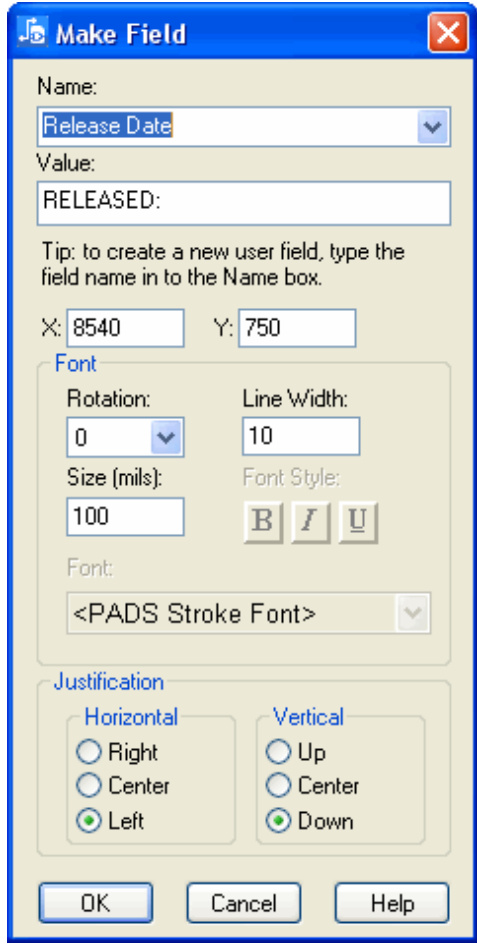 Make Field
Name:
Release Date
Value:
RELEASED:
Tip: to create a new user field, type the
field name in to the Name box.
X: 8540 Y: 750
Font
Rotation: Line Width:
0 10
Size (mils): Font Style:
100 B I U
Font:
<PADS Stroke Font>
Justification
Horizontal Vertical
Right Up
Center Center
Left Down
OK Cancel Help